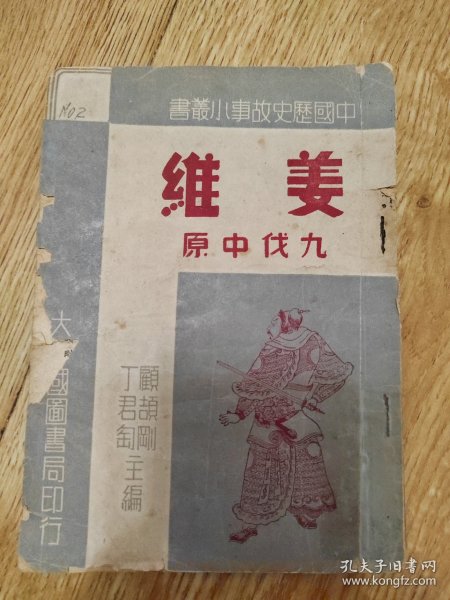 NO2
中國歷史故事小叢書
姜維
九伐中原
顧頡剛
丁君匋
主編
大
國圖書局印行
孔夫子旧书网
www.kongfz.com